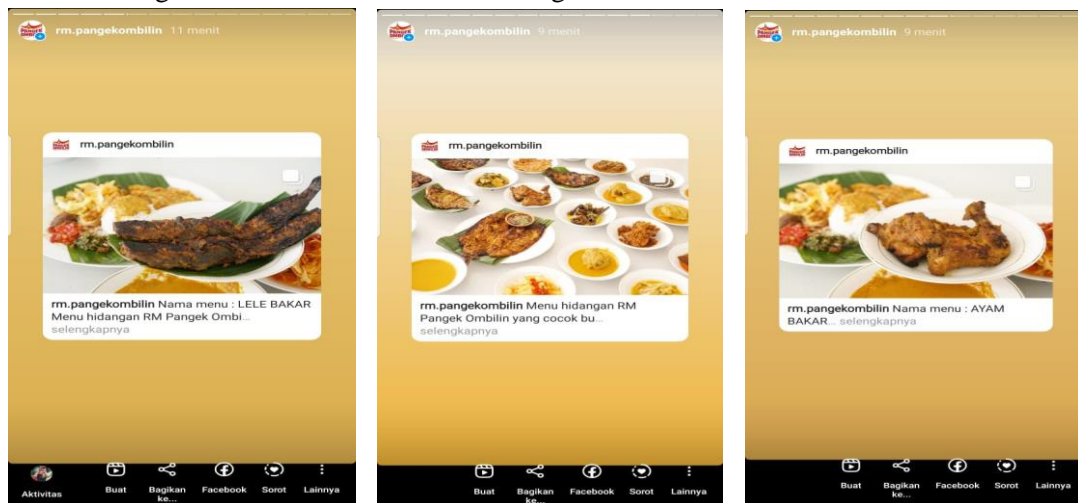 rm.pangekombilin 11 menit
rm.pangekombilin
rm.pangekombilin Nama menu : LELE BAKAR
Menu hidangan RM Pangek Ombi...
selengkapnya
Aktivitas
Buat
Bagikan
ke...
Facebook
Sorot
Lainnya
rm.pangekombilin 9 menit
rm.pangekombilin
rm.pangekombilin Menu hidangan RM
Pangek Ombilin yang cocok bu...
selengkapnya
Buat
Bagikan
ke...
Facebook
Sorot
Lainnya
rm.pangekombilin 9 menit
rm.pangekombilin
rm.pangekombilin Nama menu : AYAM
BAKAR... selengkapnya
Buat
Bagikan
ke...
Facebook
Sorot
Lainnya